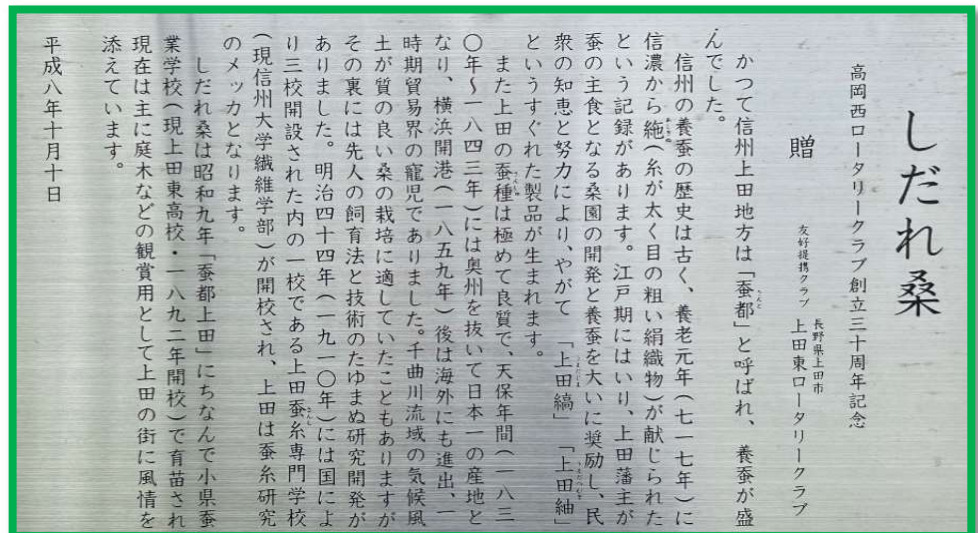 しだれ桑
高岡西ロータリークラブ創立三十周年記念
贈
友好提携クラブ
長野県上田市
上田東ロータリークラブ
かつて信州上田地方は「蚕都」と呼ばれ、養蚕が盛
んでした。
信州の養蚕の歴史は古く、養老元年(七一七年)に
信濃から絁(糸が太く目の粗い絹織物)が献じられた
という記録があります。江戸期にはいり、上田藩主が
蚕の主食となる桑園の開発と養蚕を大いに奨励し、民
衆の知恵と努力により、やがて「上田縞」「上田紬」
というすぐれた製品が生まれます。
また上田の蚕種は極めて良質で、天保年間(一八三
〇年〜一八四三年)には奥州を抜いて日本一の産地と
なり、横浜開港(一八五九年)後は海外にも進出、一
時期貿易界の寵児でありました。千曲川流域の気候風
土が質の良い桑の栽培に適していたこともありますが
その裏には先人の飼育法と技術のたゆまぬ研究開発が
ありました。明治四十四年(一九一〇年)には国によ
り三校開設された内の一校である上田蚕糸専門学校
(現信州大学繊維学部)が開校され、上田は蚕糸研究
のメッカとなります。
しだれ桑は昭和九年「蚕都上田」にちなんで小県蚕
業学校(現上田東高校・一八九二年開校)で育苗され
現在は主に庭木などの観賞用として上田の街に風情を
添えています。
平成八年十月十日